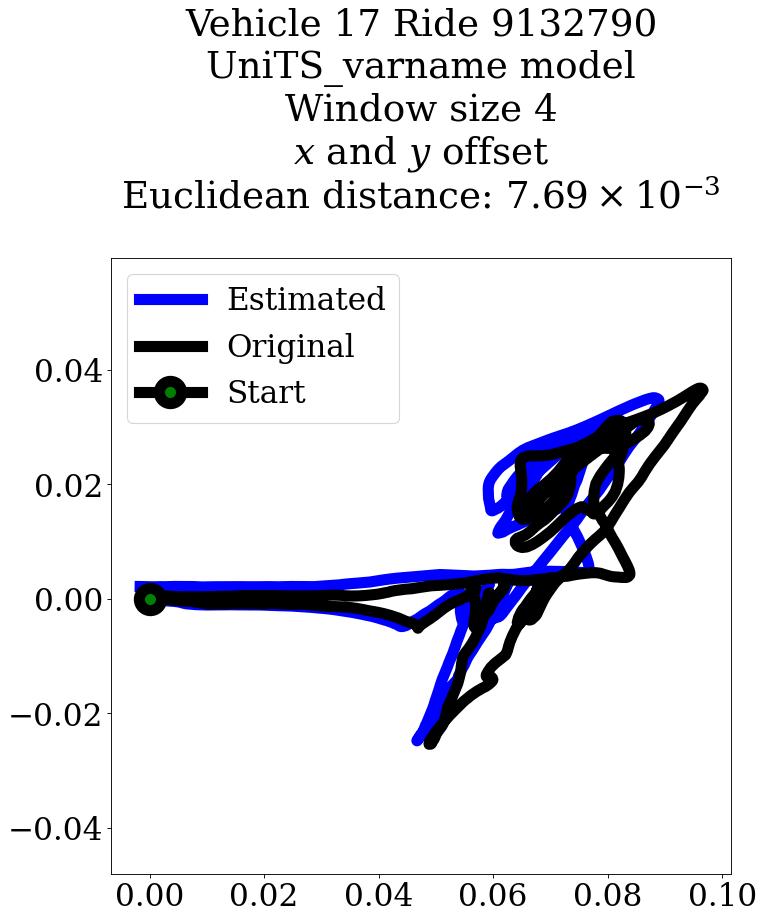 Vehicle 17 Ride 9132790
UniTS_varname model
Window size 4
x and y offset
Euclidean distance: 7.69 × 10⁻³
Estimated
Original
Start
0.04
0.02
0.00
−0.02
−0.04
0.00 0.02 0.04 0.06 0.08 0.10